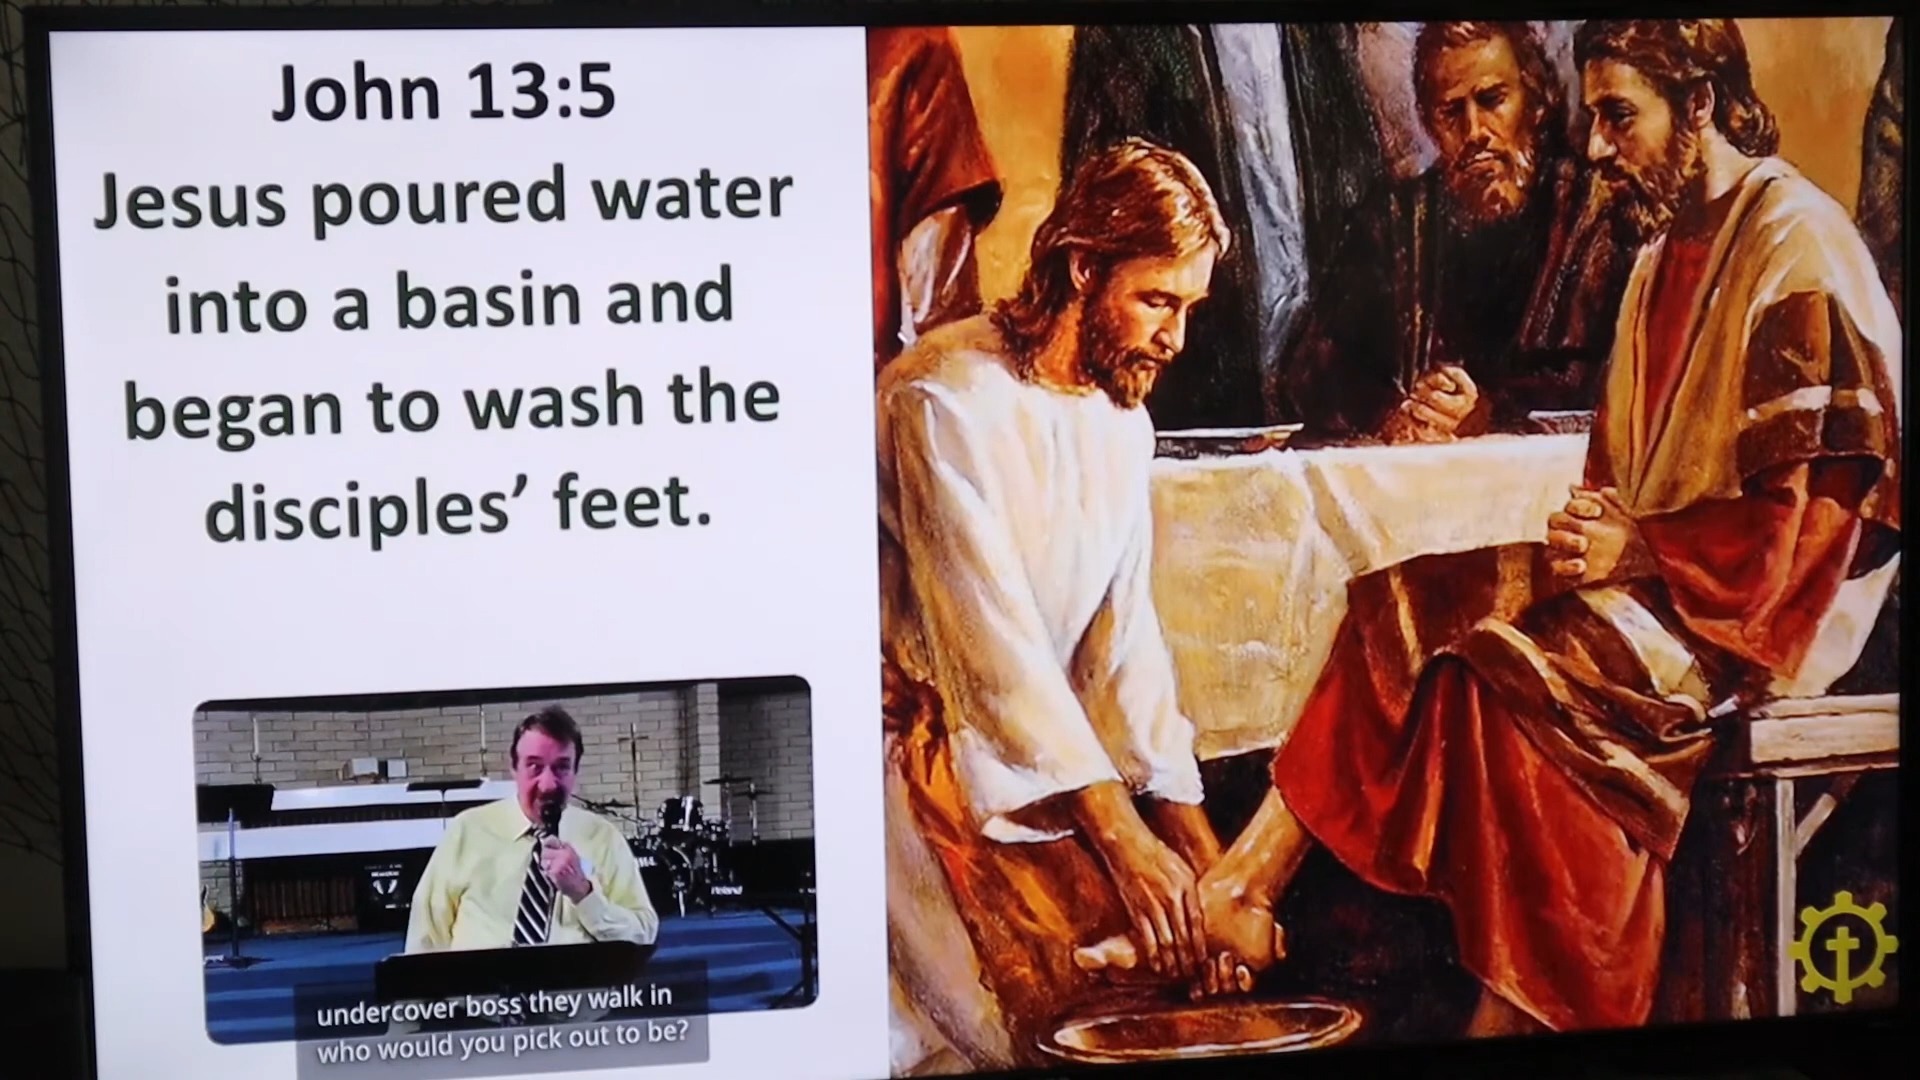 John 13:5
Jesus poured water
into a basin and
began to wash the
disciples’ feet.
undercover boss they walk in
who would you pick out to be?
Roland